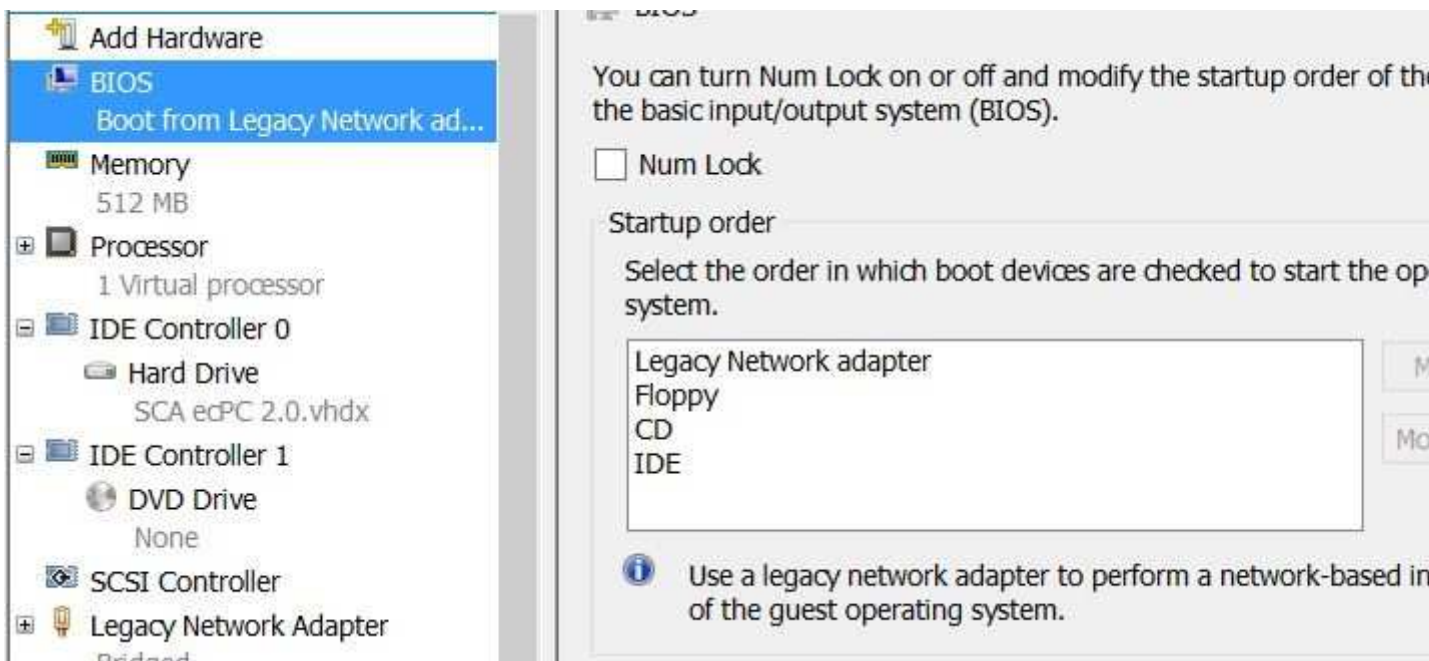 Add Hardware
BIOS
Boot from Legacy Network ad...
Memory
512 MB
Processor
1 Virtual processor
IDE Controller 0
Hard Drive
SCA ecPC 2.0.vhdx
IDE Controller 1
DVD Drive
None
SCSI Controller
Legacy Network Adapter
Bridged
BIOS
You can turn Num Lock on or off and modify the startup order of the
the basic input/output system (BIOS).
Num Lock
Startup order
Select the order in which boot devices are checked to start the op
system.
Legacy Network adapter
Floppy
CD
IDE
M
Mo
Use a legacy network adapter to perform a network-based in
of the guest operating system.